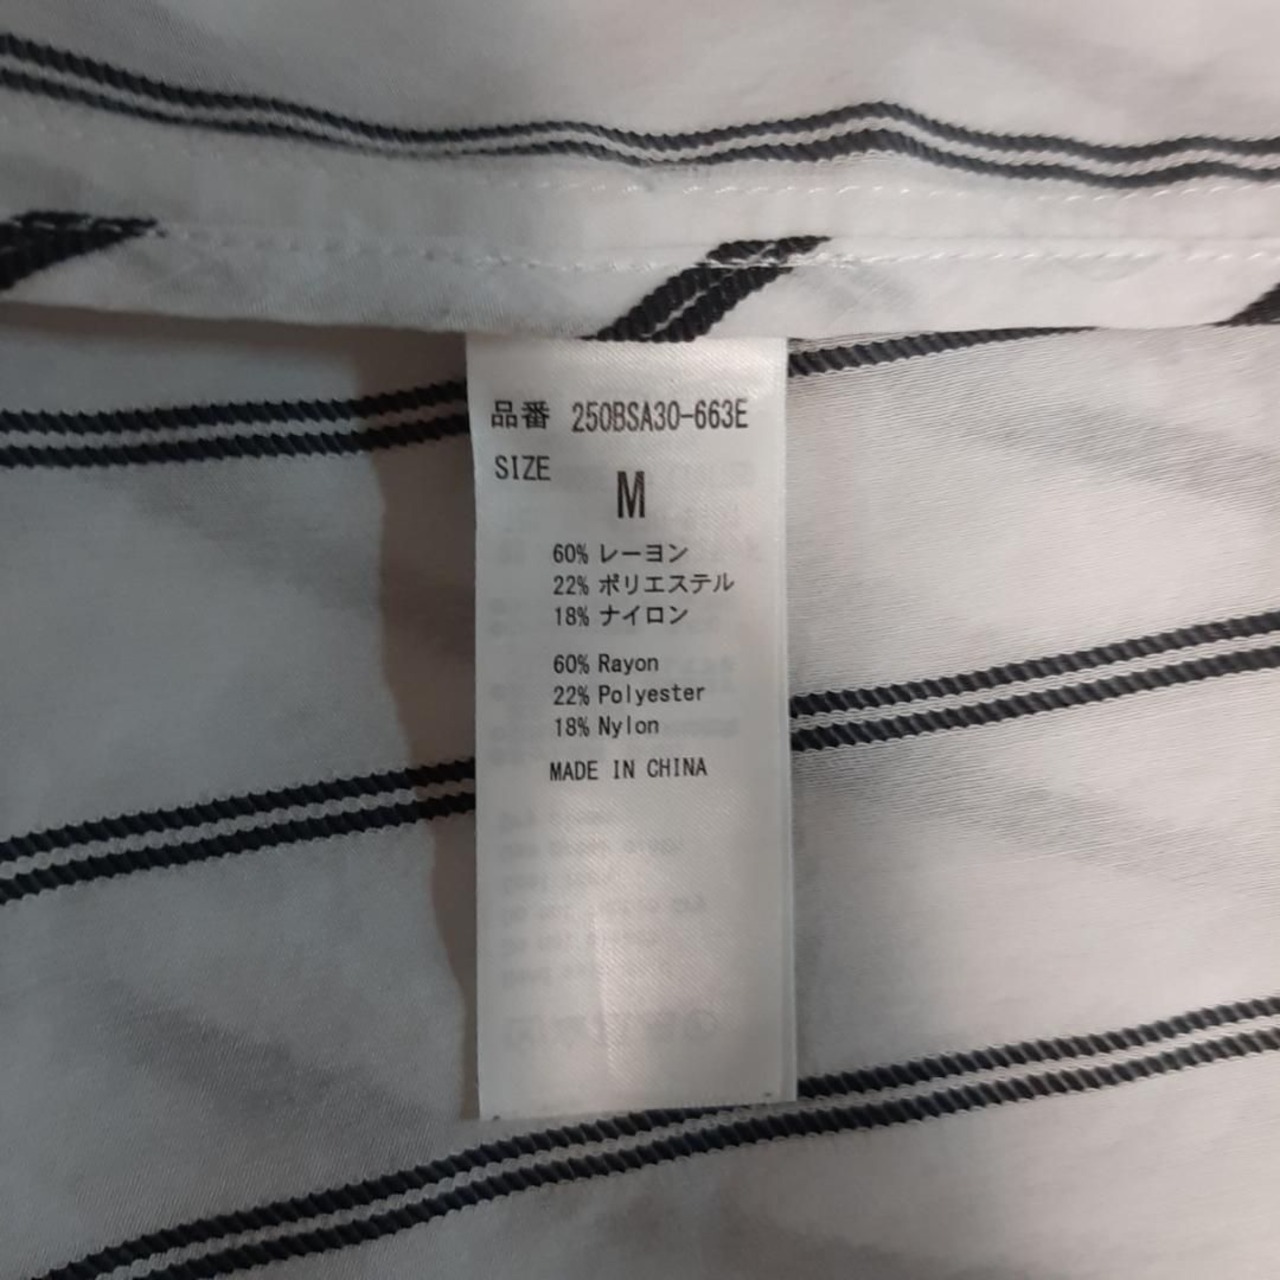 品番 250BSA30-663E
SIZE
M
60% レーヨン
22% ポリエステル
18% ナイロン
60% Rayon
22% Polyester
18% Nylon
MADE IN CHINA